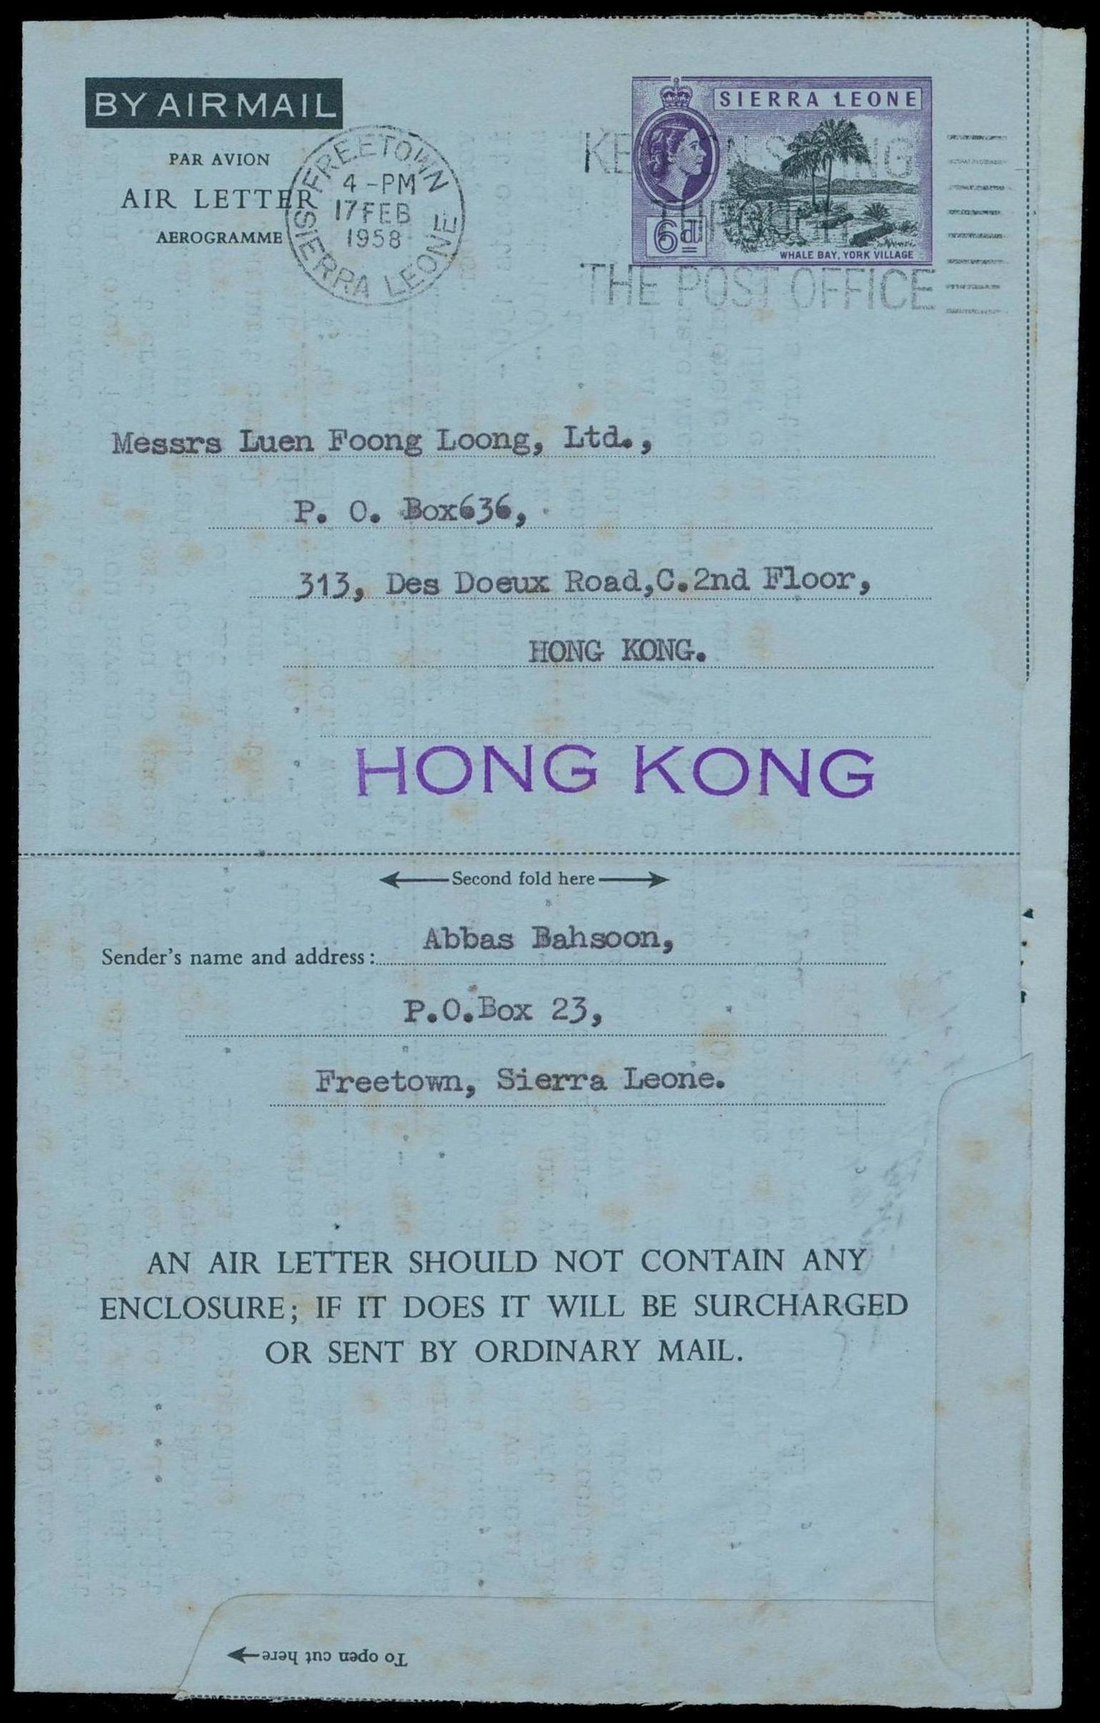 BY AIR MAIL
PAR AVION
AIR LETTER
AEROGRAMME
FREETOWN
4-PM
17 FEB
1958
SIERRA LEONE
SIERRA LEONE
6d
WHALE BAY, YORK VILLAGE
KEEP ON SAVING
THROUGH
THE POST OFFICE
Messrs Luen Foong Loong, Ltd.,
P. O. Box636,
313, Des Doeux Road,C.2nd Floor,
HONG KONG.
HONG KONG
Second fold here
Sender's name and address: Abbas Bahsoon,
P.O.Box 23,
Freetown, Sierra Leone.
AN AIR LETTER SHOULD NOT CONTAIN ANY
ENCLOSURE; IF IT DOES IT WILL BE SURCHARGED
OR SENT BY ORDINARY MAIL.
To open cut here